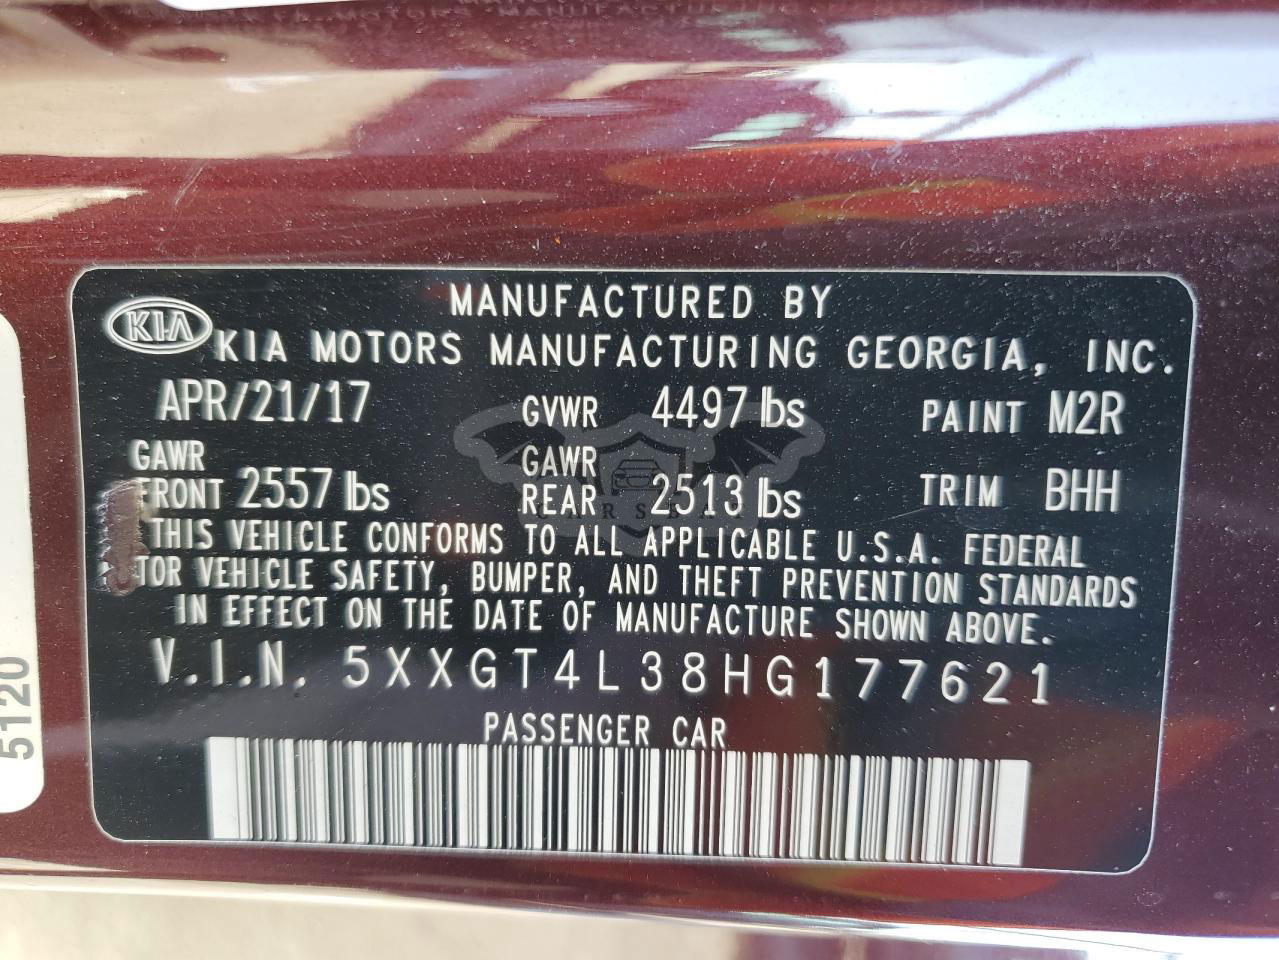 MANUFACTURED BY
KIA KIA MOTORS MANUFACTURING GEORGIA, INC.
APR/21/17 GVWR 4497 lbs PAINT M2R
GAWR FRONT 2557 lbs GAWR REAR 2513 lbs TRIM BHH
THIS VEHICLE CONFORMS TO ALL APPLICABLE U.S.A. FEDERAL
TOR VEHICLE SAFETY, BUMPER, AND THEFT PREVENTION STANDARDS
IN EFFECT ON THE DATE OF MANUFACTURE SHOWN ABOVE.
V.I.N. 5XXGT4L38HG177621
PASSENGER CAR
5120